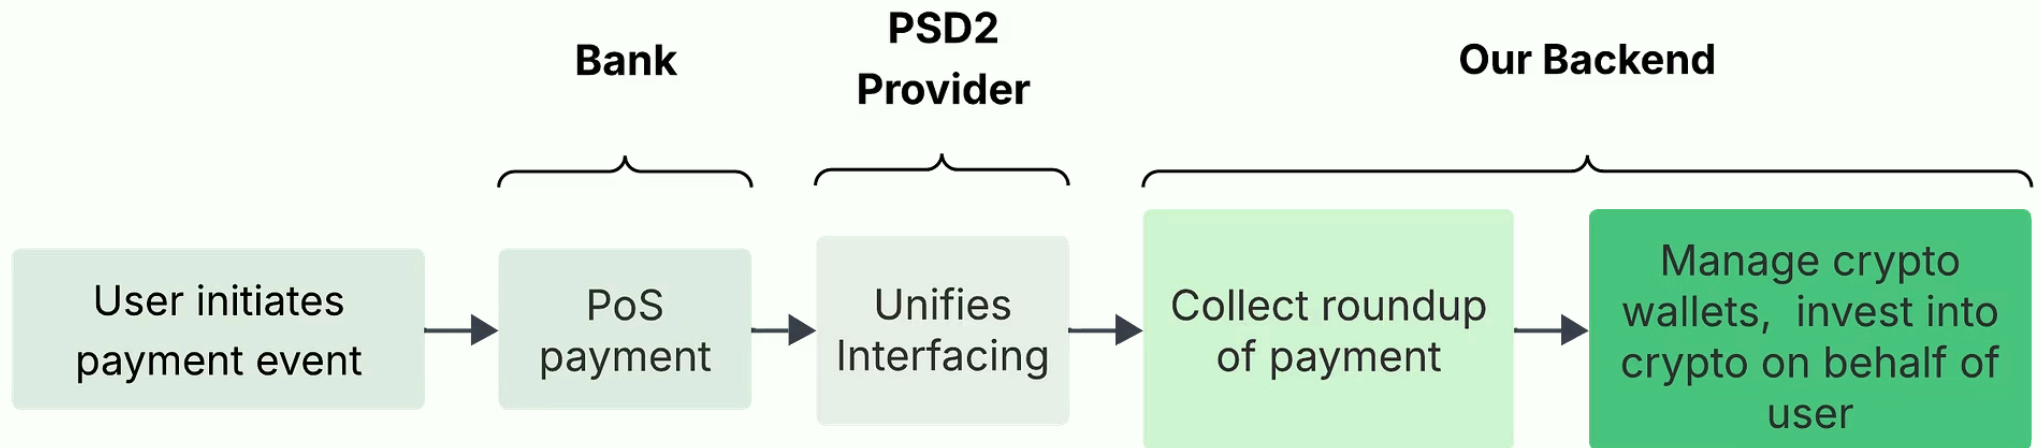 Bank
PSD2
Provider
Our Backend
User initiates
payment event
PoS
payment
Unifies
Interfacing
Collect roundup
of payment
Manage crypto
wallets,  invest into
crypto on behalf of
user